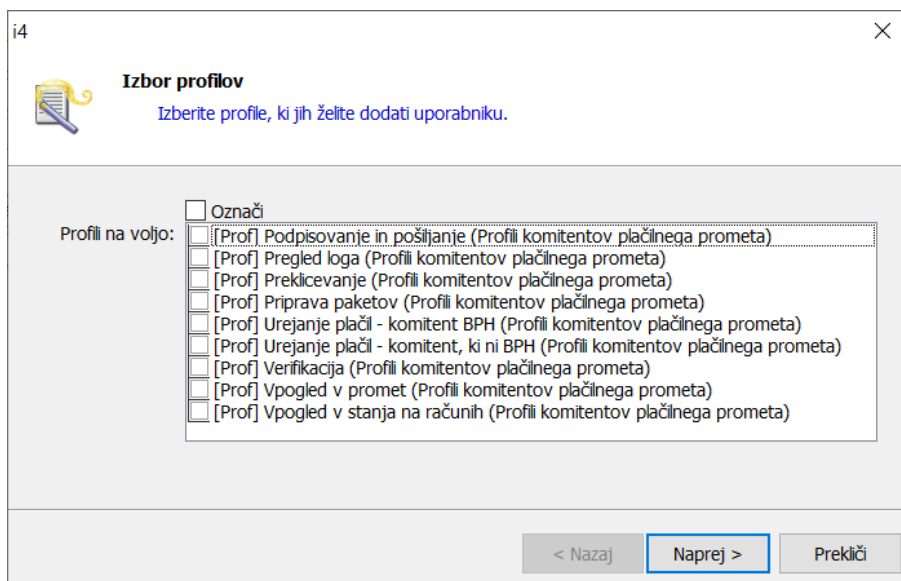 i4
Izbor profilov
Izberite profile, ki jih želite dodati uporabniku.
Označi
Profili na voljo:
[Prof] Podpisovanje in pošiljanje (Profili komitentov plačilnega prometa)
[Prof] Pregled loga (Profili komitentov plačilnega prometa)
[Prof] Preklicevanje (Profili komitentov plačilnega prometa)
[Prof] Priprava paketov (Profili komitentov plačilnega prometa)
[Prof] Urejanje plačil - komitent BPH (Profili komitentov plačilnega prometa)
[Prof] Urejanje plačil - komitent, ki ni BPH (Profili komitentov plačilnega prometa)
[Prof] Verifikacija (Profili komitentov plačilnega prometa)
[Prof] Vpogled v promet (Profili komitentov plačilnega prometa)
[Prof] Vpogled v stanja na računih (Profili komitentov plačilnega prometa)
< Nazaj
Naprej >
Prekliči